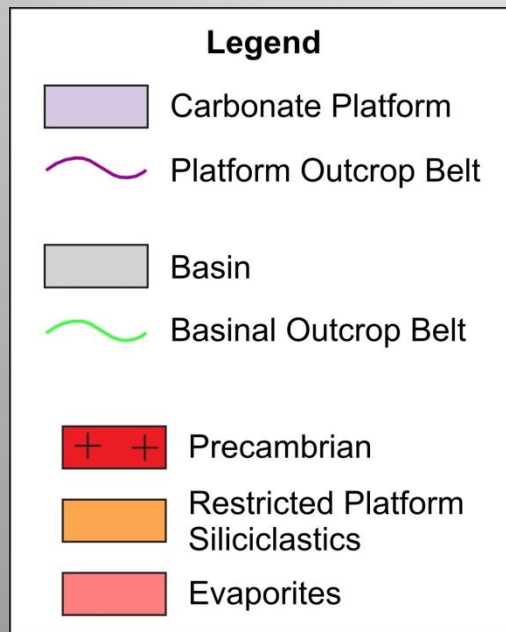 Legend
Carbonate Platform
Platform Outcrop Belt
Basin
Basinal Outcrop Belt
Precambrian
Restricted Platform
Siliciclastics
Evaporites